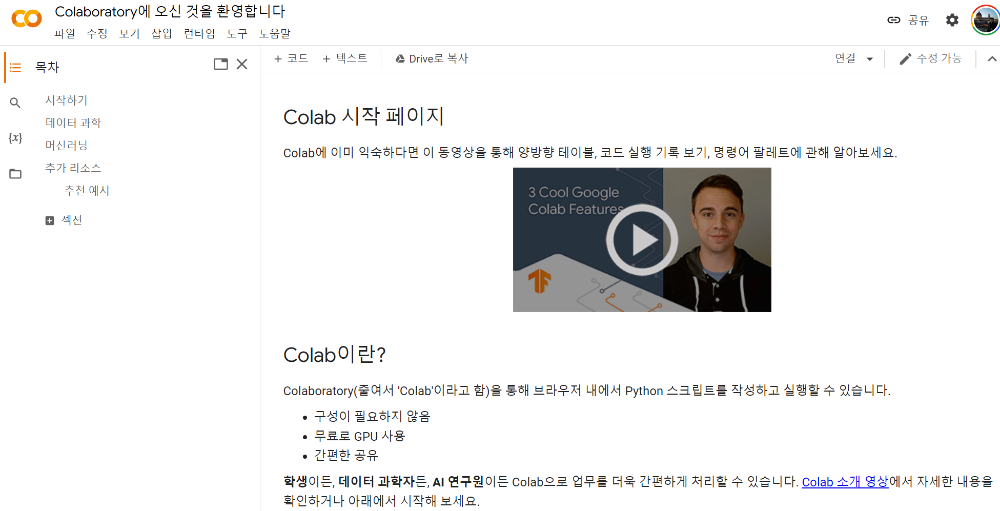 Colaboratory에 오신 것을 환영합니다
파일 수정 보기 삽입 런타임 도구 도움말
공유
목차
시작하기
데이터 과학
머신러닝
추가 리소스
추천 예시
섹션
{x}
+ 코드 + 텍스트 Drive로 복사
연결 수정 가능
Colab 시작 페이지
Colab에 이미 익숙하다면 이 동영상을 통해 양방향 테이블, 코드 실행 기록 보기, 명령어 팔레트에 관해 알아보세요.
3 Cool Google
Colab Features
Colab이란?
Colaboratory(줄여서 'Colab'이라고 함)을 통해 브라우저 내에서 Python 스크립트를 작성하고 실행할 수 있습니다.
• 구성이 필요하지 않음
• 무료로 GPU 사용
• 간편한 공유
학생이든, 데이터 과학자든, AI 연구원이든 Colab으로 업무를 더욱 간편하게 처리할 수 있습니다. Colab 소개 영상에서 자세한 내용을
확인하거나 아래에서 시작해 보세요.